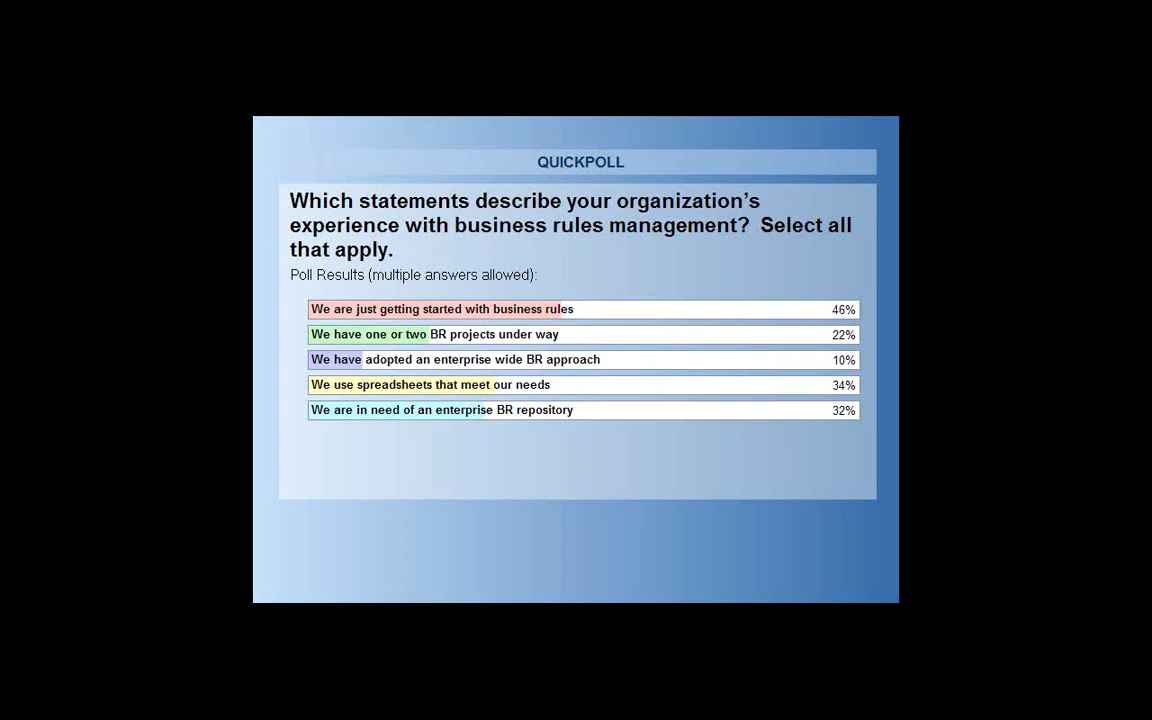 QUICKPOLL
Which statements describe your organization's
experience with business rules management?  Select all
that apply.
Poll Results (multiple answers allowed):
We are just getting started with business rules 46%
We have one or two BR projects under way 22%
We have adopted an enterprise wide BR approach 10%
We use spreadsheets that meet our needs 34%
We are in need of an enterprise BR repository 32%